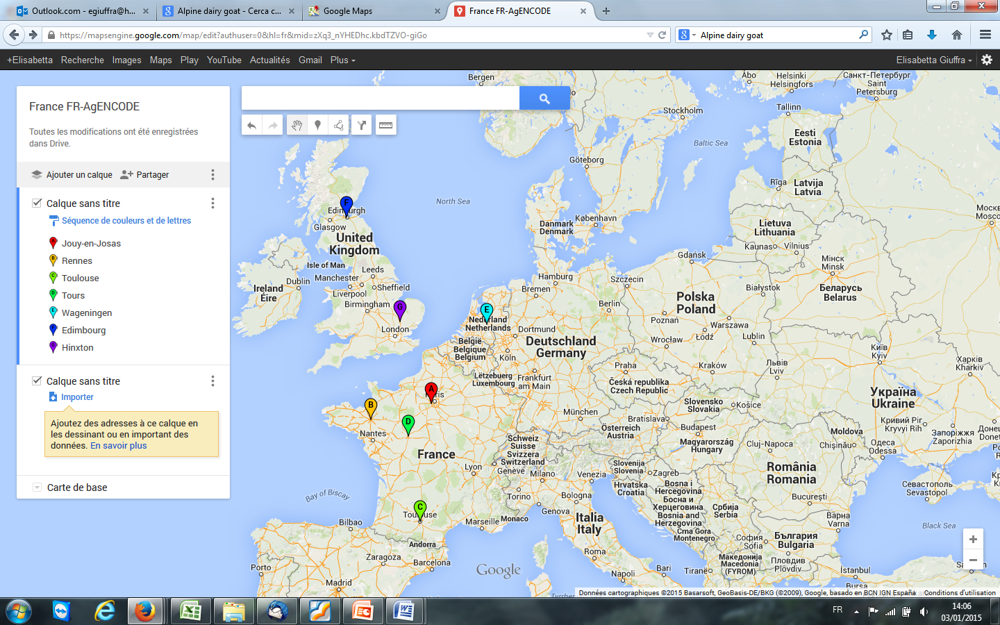 Outlook.com - egiuffra@h...
Alpine dairy goat - Cerca c...
Google Maps
France FR-AgENCODE
https://mapsengine.google.com/map/edit?authuser=0&hl=fr&mid=zXq3_nYHEDhc.kbdTZVO-giGo
Alpine dairy goat
+Elisabetta Recherche Images Maps Play YouTube Actualités Gmail Plus
Elisabetta Giuffra
France FR-AgENCODE
Toutes les modifications ont été enregistrées
dans Drive.
Ajouter un calque
Partager
Calque sans titre
Séquence de couleurs et de lettres
A Jouy-en-Josas
B Rennes
C Toulouse
D Tours
E Wageningen
F Edimbourg
G Hinxton
Calque sans titre
Importer
Ajoutez des adresses à ce calque en
les dessinant ou en important des
données. En savoir plus
Carte de base
Bergen
Åbo
Helsinki
Helsingfors
Санкт-Петербург
Saint
Petersburg
Stockholm
Tallinn
Eesti
Estonia
Baltic Sea
Göteborg
Rīga
Latvija
Latvia
North Sea
F
Edinburgh
Glasgow
United
Kingdom
Danmark
Denmark
København
Lietuva
Lithuania
Москв
Moscow
Kaunas
Vilnius
Isle of Man
Leeds
Gdańsk
Мінск
Minsk
Ireland
Éire
Dublin
Manchester
Sheffield
Liverpool
Birmingham
Hamburg
Bremen
Szczecin
Białystok
Беларусь
Belarus
Polska
Poland
Berlin
G
London
E
Nederland
Netherlands
Dortmund
Poznań
Warszawa
Łódź
Lublin
Wrocław
België
Belgique
Belgium
Köln
Deutschland
Germany
Київ
Kyiv
Praha
Kraków
Львів
Lviv
Харків
Kharkiv
Lëtzebuerg
Luxembourg
Frankfurt
am Main
Česká republika
Czech Republic
A
Paris
Україна
Ukraine
Slovensko
Slovakia
Košice
B
München
Bratislava
Кривий Ріг
Kryvyi Rih
D
Nantes
Österreich
Austria
Budapest
Magyarország
Hungary
Moldova
Запоріжжя
Zaporizhia
Донец
Donet
France
Schweiz
Suisse
Svizzera
Switzerland
Cluj-Napoca
Chișinău
Одеса
Odessa
Lyon
Genève
Milano
Venezia
Slovenija
Slovenia
Zagreb
Hrvatska
Croatia
România
Romania
Bay of Biscay
Torino
Bologna
Genova
Bosna i
Hercegovina
Босна и
Херцеговина
Bosnia and
Herzegovina
Србија
Serbia
București
Севастополь
Sevastopol
C
Toulouse
Marseille
Monaco
Italia
Italy
Crna Gora
Montenegro
Варна
Varna
Black Sea
Bilbao
Andorra
София
Sofia
България
Bulgaria
Zaragoza
Barcelona
Roma
Македонија
Macedonia
(FYROM)
Пловдив
Plovdiv
Porto
Google
Napoli
Bari
Tiranë
İstanbul
Madrid
Données cartographiques ©2015 Basarsoft, GeoBasis-DE/BKG (©2009), Google, basado en BCN IGN España
Conditions d'utilisation
FR
14:06
03/01/2015